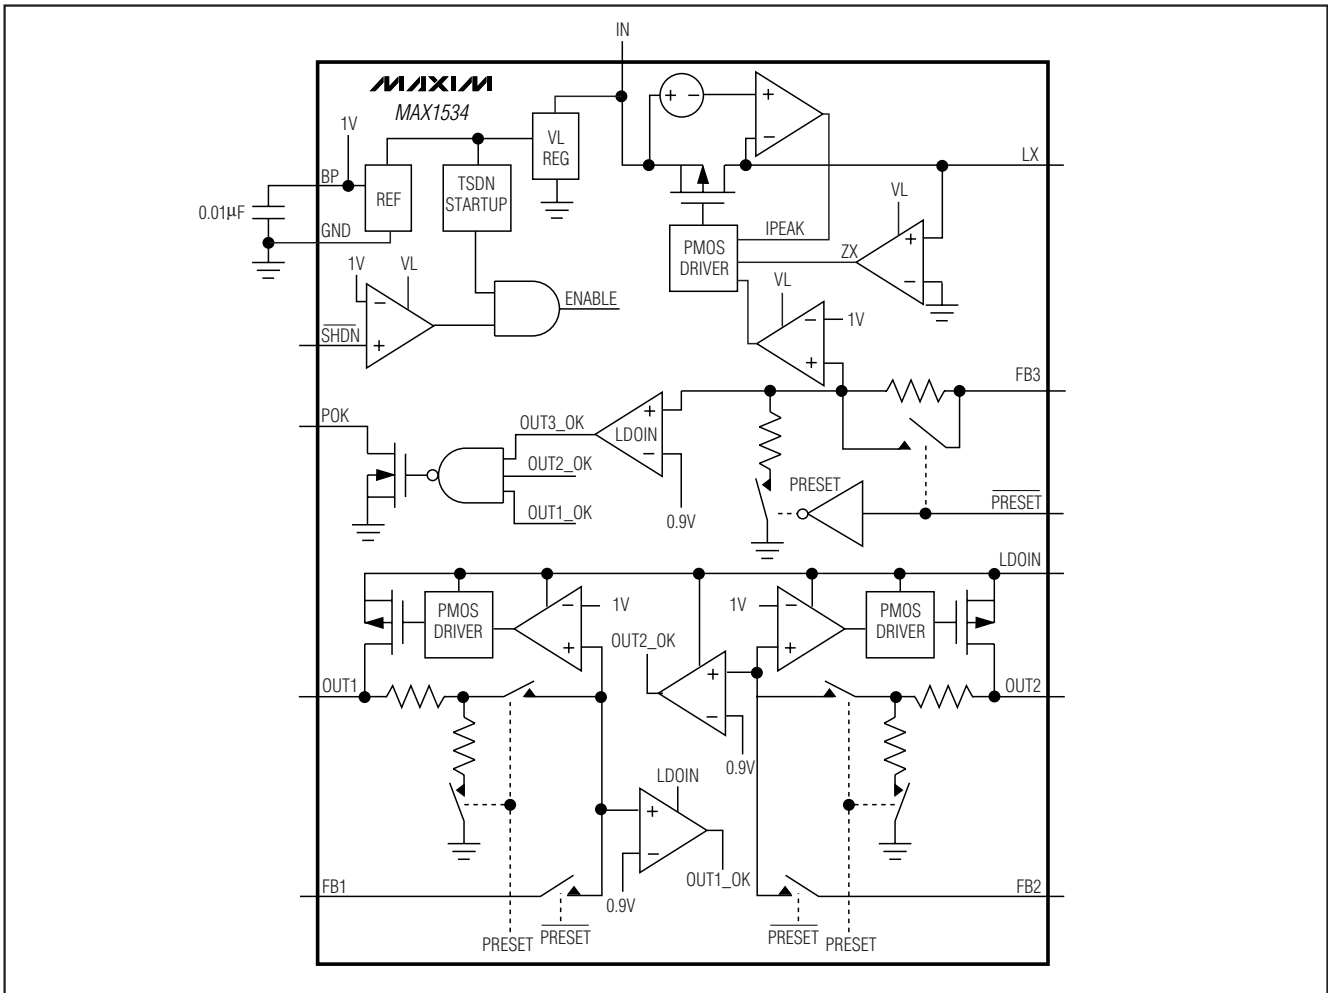 IN
MAXIM
MAX1534
1V
VL
REG
BP
REF
TSDN
STARTUP
0.01µF
GND
+ −
+
−
LX
VL
IPEAK
PMOS
DRIVER
ZX
+
−
1V
VL
ENABLE
−
+
SHDN
VL
−
1V
+
FB3
POK
OUT3_OK
+
LDOIN
−
OUT2_OK
OUT1_OK
0.9V
PRESET
PRESET
LDOIN
PMOS
DRIVER
−
1V
+
1V
−
+
PMOS
DRIVER
OUT2_OK
+
−
OUT1
OUT2
0.9V
LDOIN
+
−
OUT1_OK
0.9V
FB1
FB2
PRESET
PRESET
PRESET
PRESET